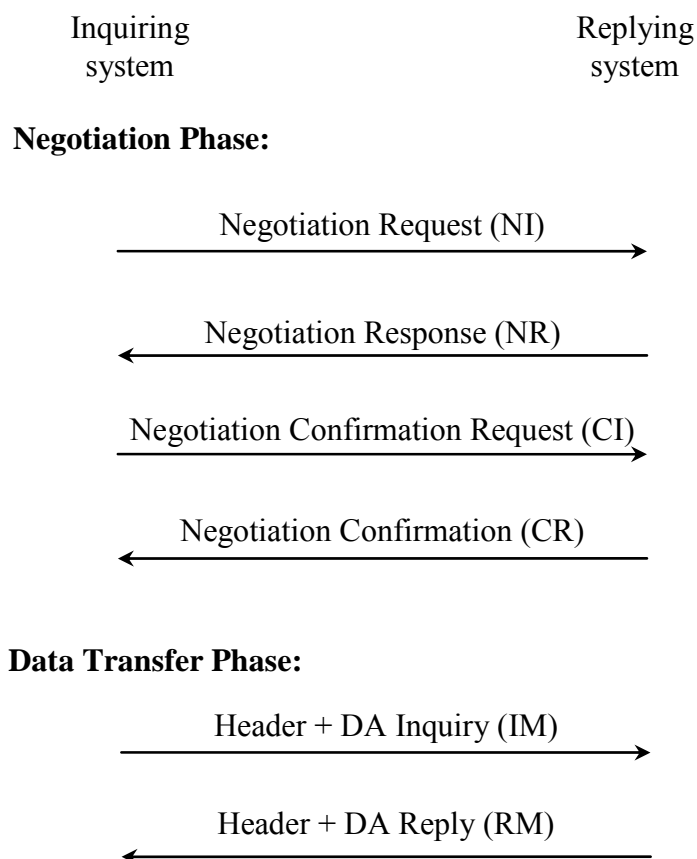 Inquiring
system
Replying
system
Negotiation Phase:
Negotiation Request (NI)
Negotiation Response (NR)
Negotiation Confirmation Request (CI)
Negotiation Confirmation (CR)
Data Transfer Phase:
Header + DA Inquiry (IM)
Header + DA Reply (RM)